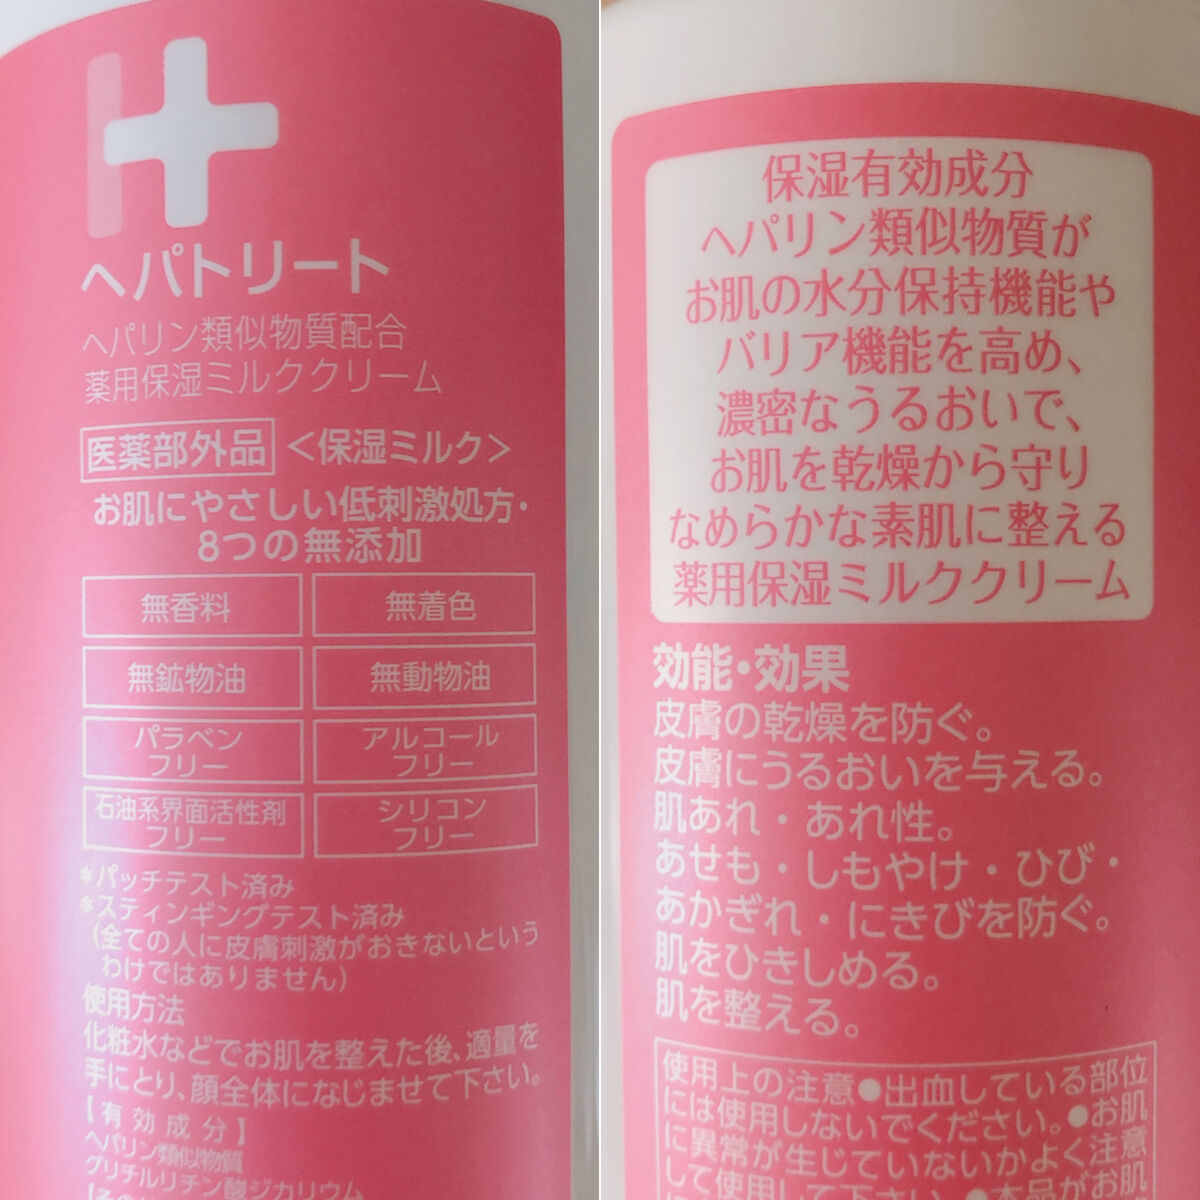 H
ヘパトリート
ヘパリン類似物質配合
薬用保湿ミルククリーム
医薬部外品 <保湿ミルク>
お肌にやさしい低刺激処方・
8つの無添加
無香料 無着色
無鉱物油 無動物油
パラベン
フリー
アルコール
フリー
石油系界面活性剤
フリー
シリコン
フリー
*パッチテスト済み
*スティンギングテスト済み
(全ての人に皮膚刺激がおきないという
わけではありません)
使用方法
化粧水などでお肌を整えた後、適量を
手にとり、顔全体になじませて下さい。
【有効成分】
ヘパリン類似物質
グリチルリチン酸ジカリウム
保湿有効成分
ヘパリン類似物質が
お肌の水分保持機能や
バリア機能を高め、
濃密なうるおいで、
お肌を乾燥から守り
なめらかな素肌に整える
薬用保湿ミルククリーム
効能・効果
皮膚の乾燥を防ぐ。
皮膚にうるおいを与える。
肌あれ・あれ性。
あせも・しもやけ・ひび・
あかぎれ・にきびを防ぐ。
肌をひきしめる。
肌を整える。
使用上の注意●出血している部位
には使用しないでください。●お肌
に異常が生じていないかよく注意
して使用して下さい。●本品がお肌